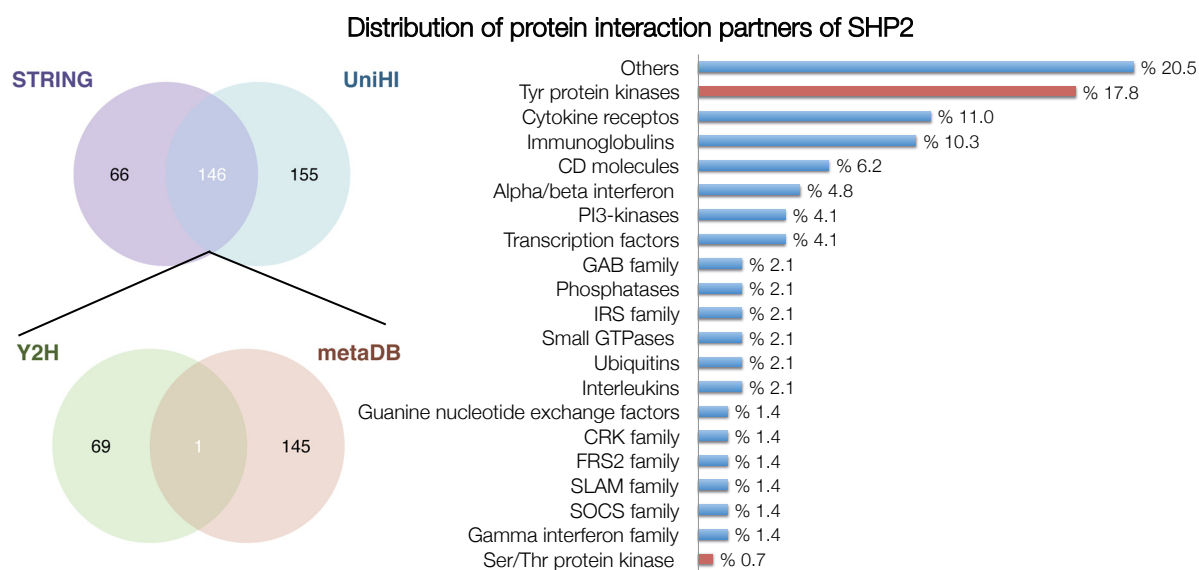 Distribution of protein interaction partners of SHP2
STRING
UniHI
66
146
155
Y2H
metaDB
69
1
145
Others % 20.5
Tyr protein kinases % 17.8
Cytokine receptos % 11.0
Immunoglobulins % 10.3
CD molecules % 6.2
Alpha/beta interferon % 4.8
PI3-kinases % 4.1
Transcription factors % 4.1
GAB family % 2.1
Phosphatases % 2.1
IRS family % 2.1
Small GTPases % 2.1
Ubiquitins % 2.1
Interleukins % 2.1
Guanine nucleotide exchange factors % 1.4
CRK family % 1.4
FRS2 family % 1.4
SLAM family % 1.4
SOCS family % 1.4
Gamma interferon family % 1.4
Ser/Thr protein kinase % 0.7